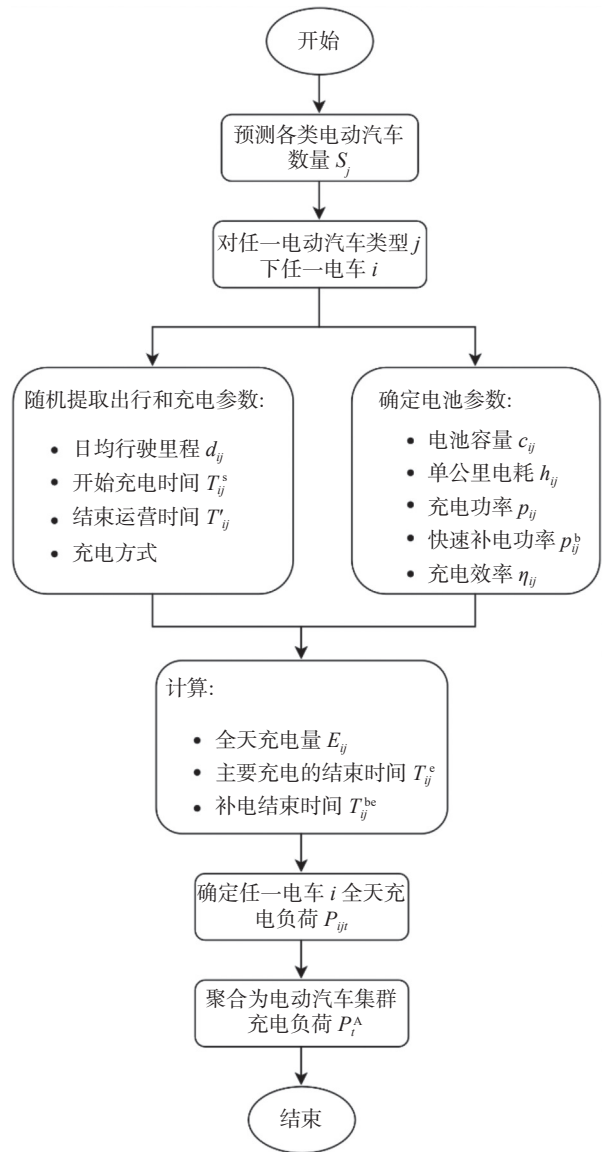 开始
预测各类电动汽车
数量 S_j
对任一电动汽车类型 j
下任一电车 i
随机提取出行和充电参数:
• 日均行驶里程 d_ij
• 开始充电时间 T_ij^s
• 结束运营时间 T'_ij
• 充电方式
确定电池参数:
• 电池容量 c_ij
• 单公里电耗 h_ij
• 充电功率 p_ij
• 快速补电功率 p_ij^b
• 充电效率 η_ij
计算:
• 全天充电量 E_ij
• 主要充电的结束时间 T_ij^e
• 补电结束时间 T_ij^be
确定任一电车 i 全天充
电负荷 P_ijt
聚合为电动汽车集群
充电负荷 P_t^A
结束